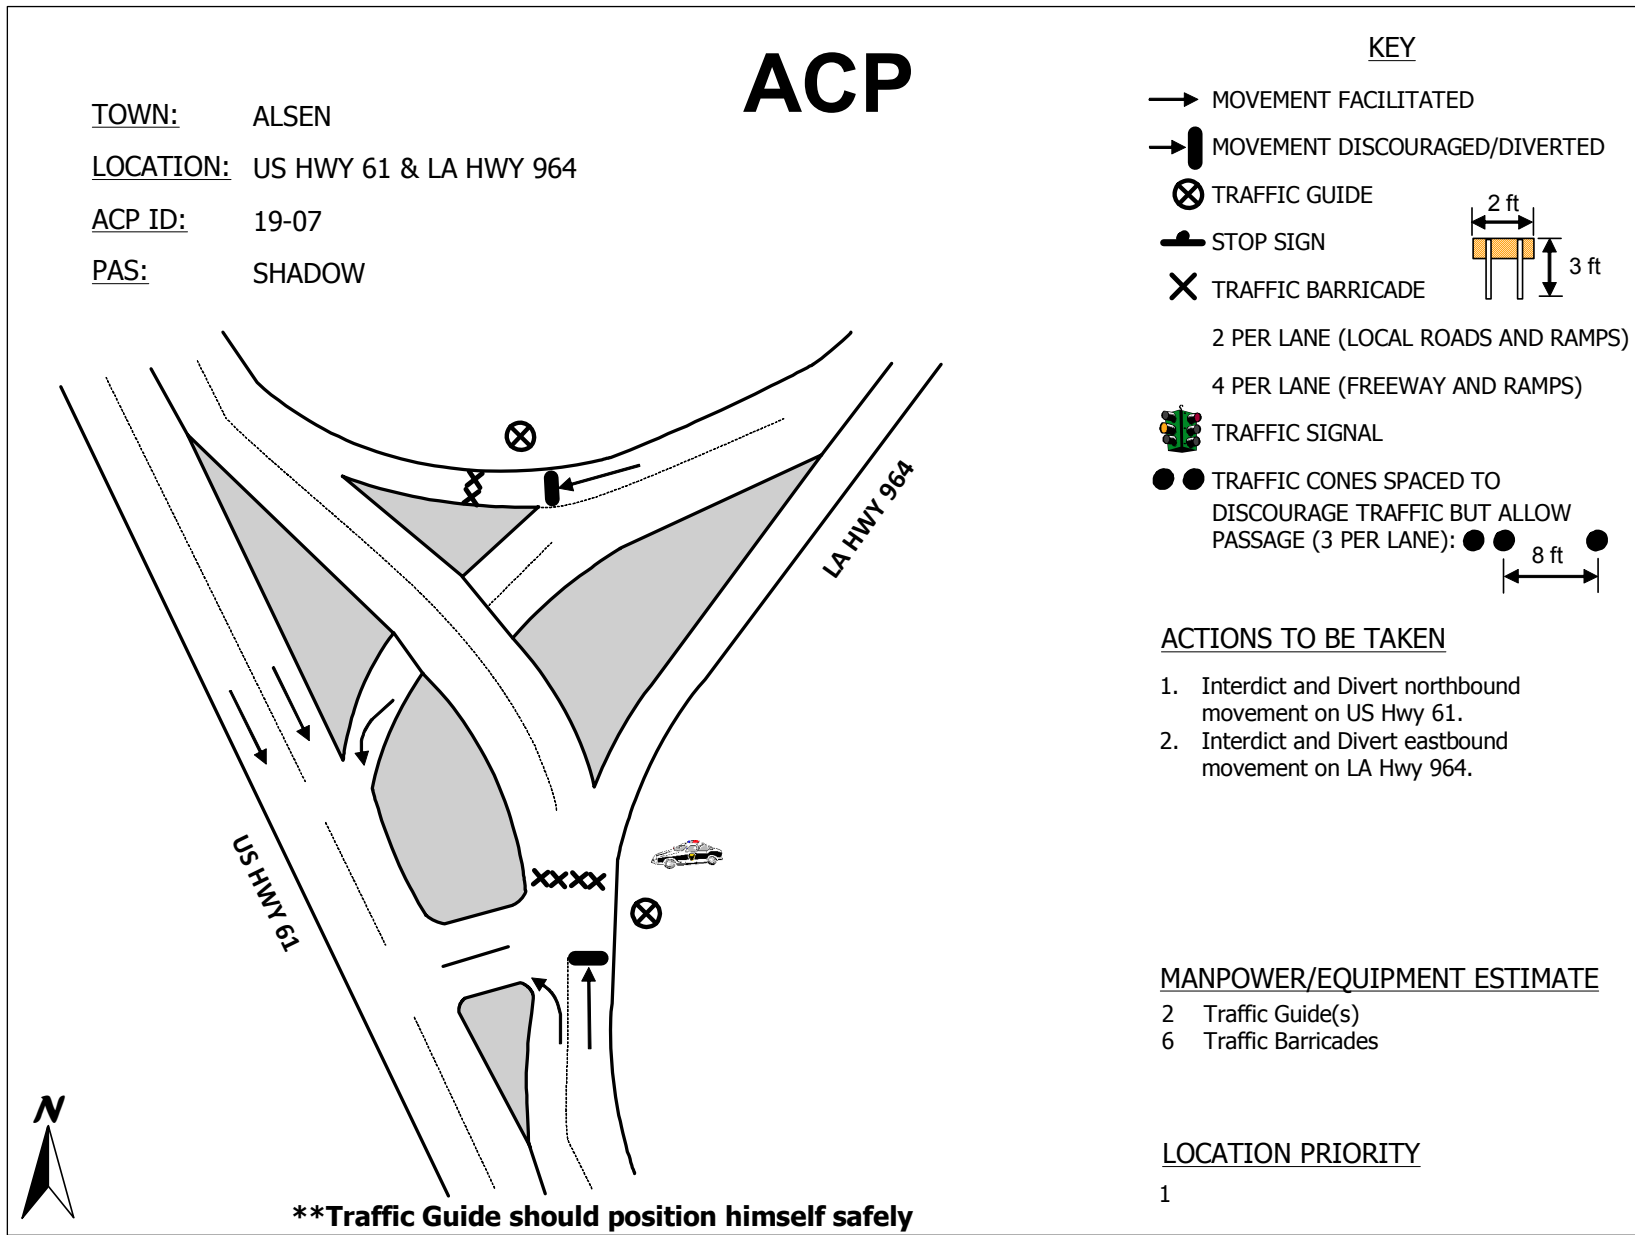 ACP
TOWN: ALSEN
LOCATION: US HWY 61 & LA HWY 964
ACP ID: 19-07
PAS: SHADOW
KEY
MOVEMENT FACILITATED
MOVEMENT DISCOURAGED/DIVERTED
TRAFFIC GUIDE
STOP SIGN
2 ft
3 ft
TRAFFIC BARRICADE
2 PER LANE (LOCAL ROADS AND RAMPS)
4 PER LANE (FREEWAY AND RAMPS)
TRAFFIC SIGNAL
TRAFFIC CONES SPACED TO
DISCOURAGE TRAFFIC BUT ALLOW
PASSAGE (3 PER LANE):
8 ft
LA HWY 964
US HWY 61
ACTIONS TO BE TAKEN
1. Interdict and Divert northbound
movement on US Hwy 61.
2. Interdict and Divert eastbound
movement on LA Hwy 964.
MANPOWER/EQUIPMENT ESTIMATE
2 Traffic Guide(s)
6 Traffic Barricades
LOCATION PRIORITY
1
N
**Traffic Guide should position himself safely